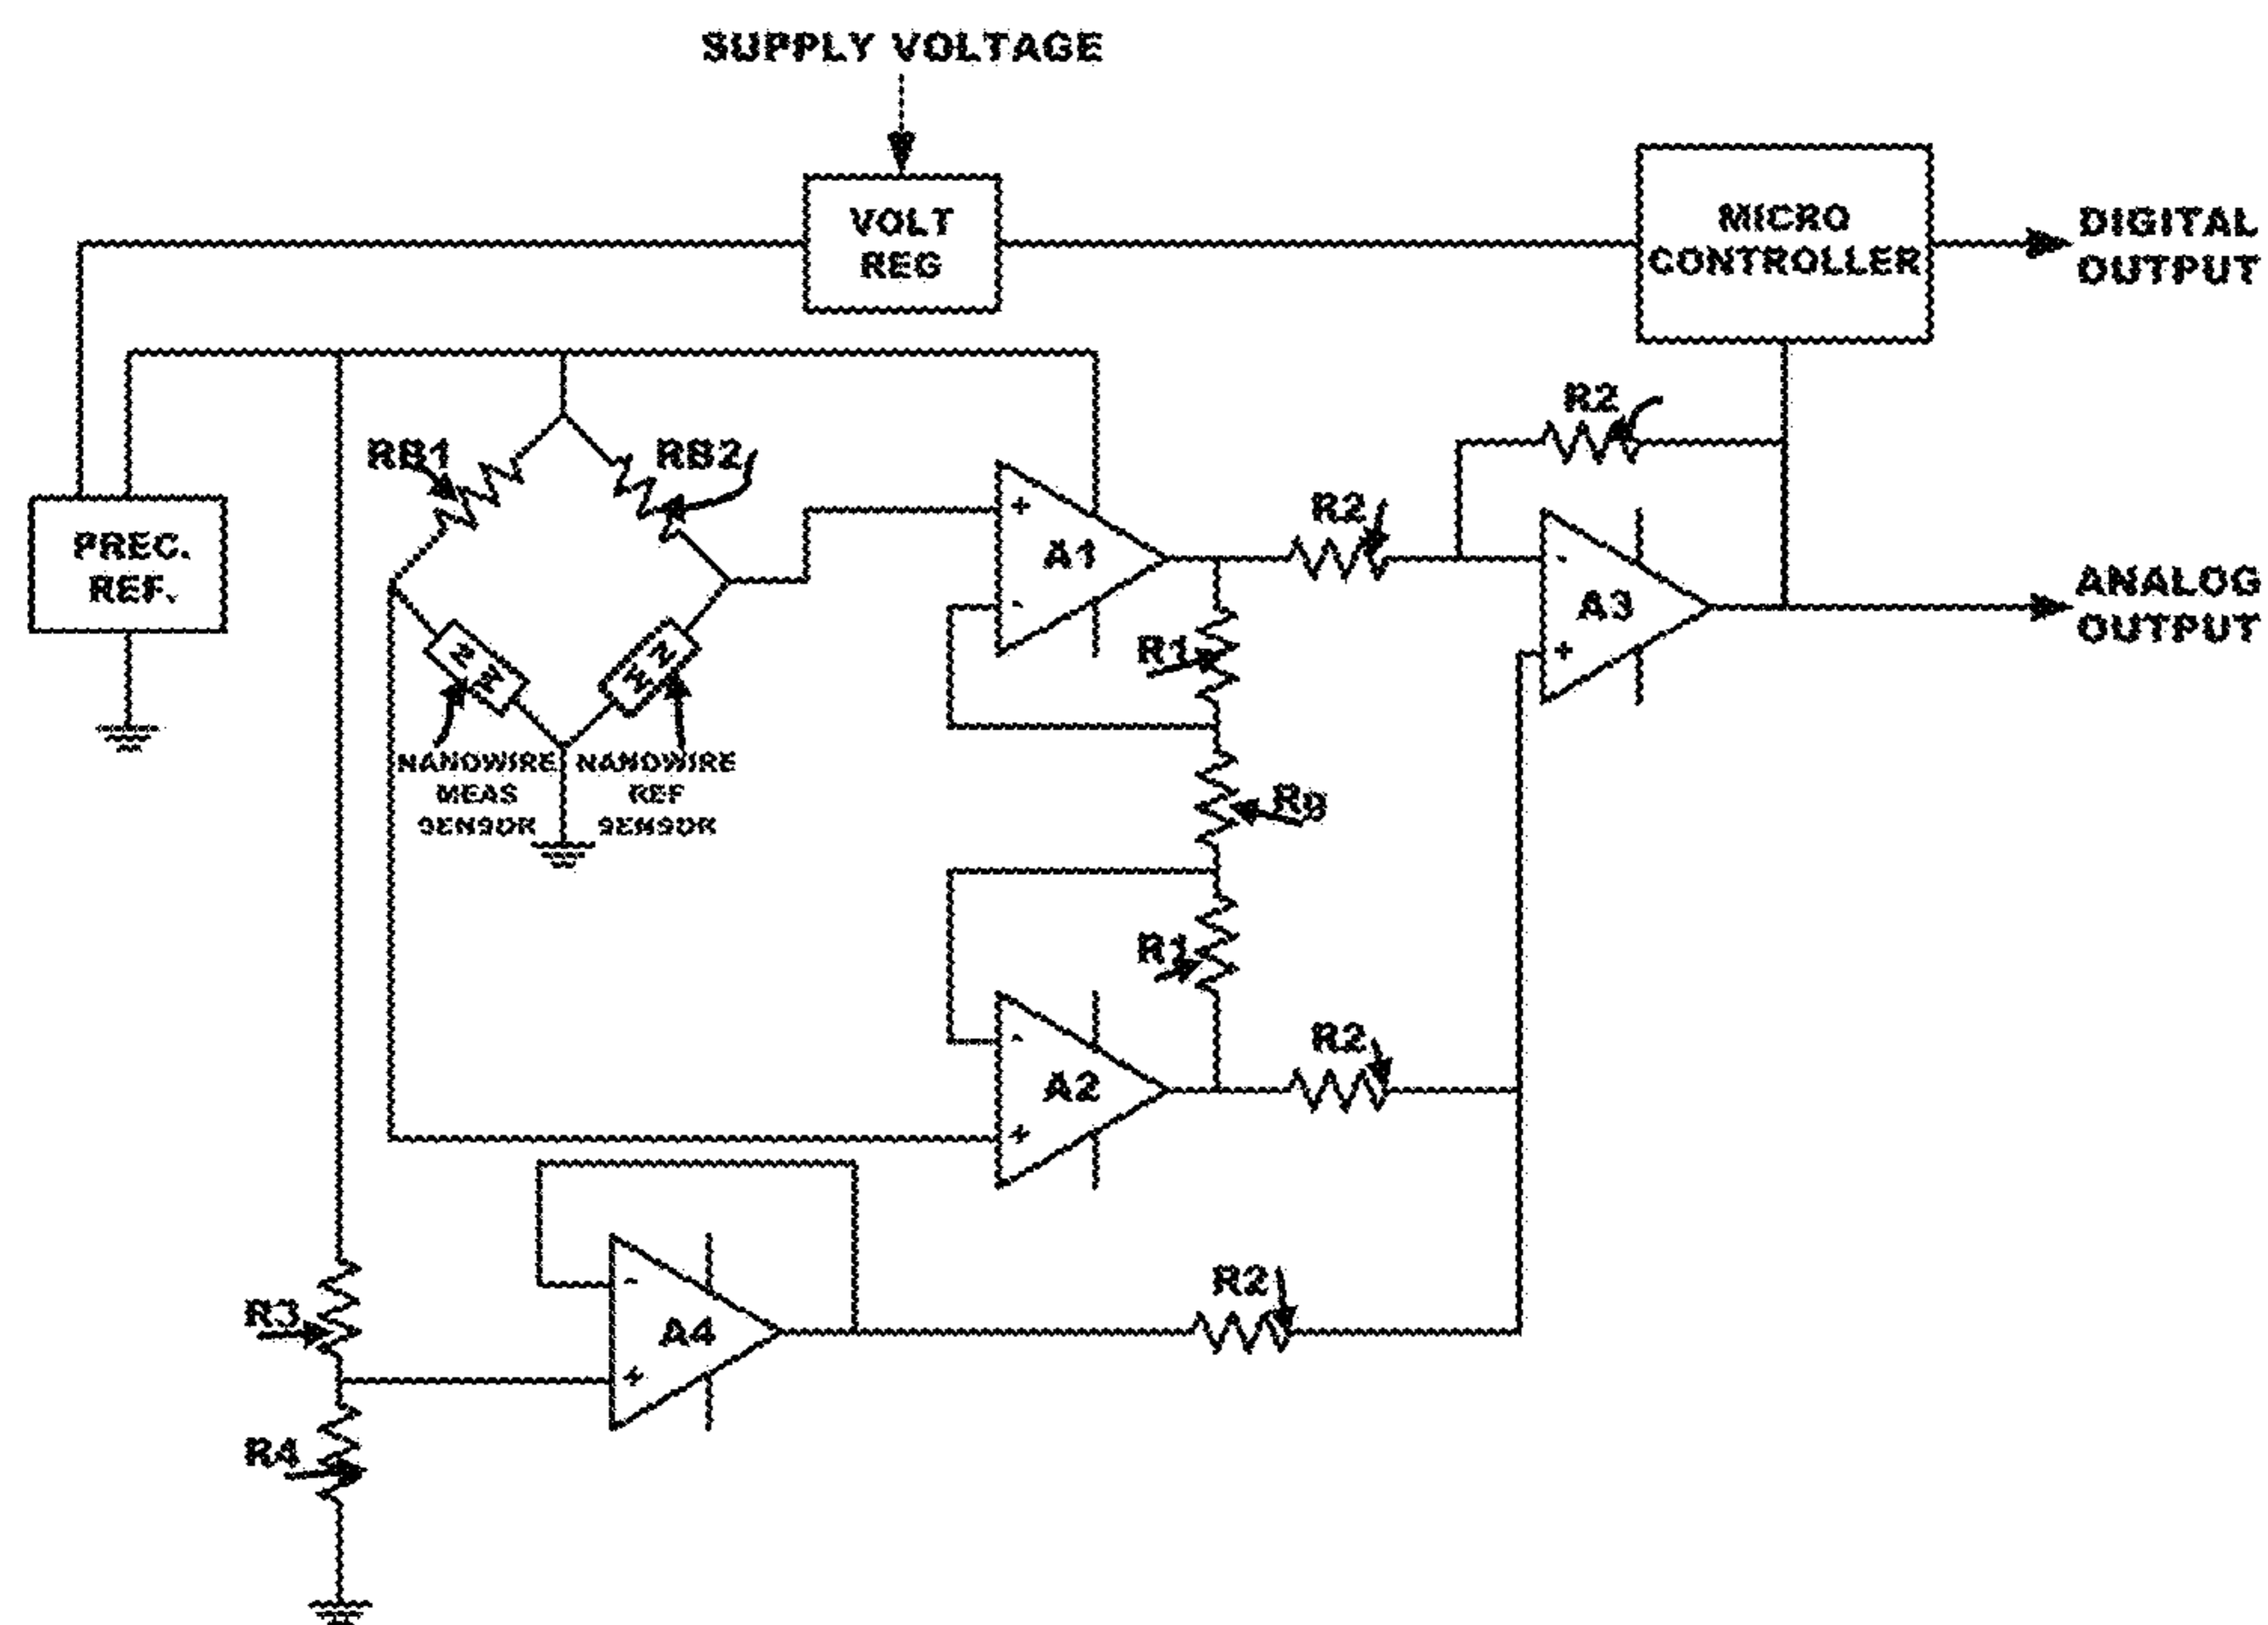 SUPPLY VOLTAGE
VOLT
REG
MICRO
CONTROLLER
DIGITAL
OUTPUT
R2
RB1
RB2
R2
+
PREC.
REF.
A1
-
ANALOG
OUTPUT
-
A3
+
R1
NANOWIRE
MEAS
SENSOR
NANOWIRE
REF
SENSOR
Rg
R1
R2
-
A2
+
R2
-
A4
+
R3
R4